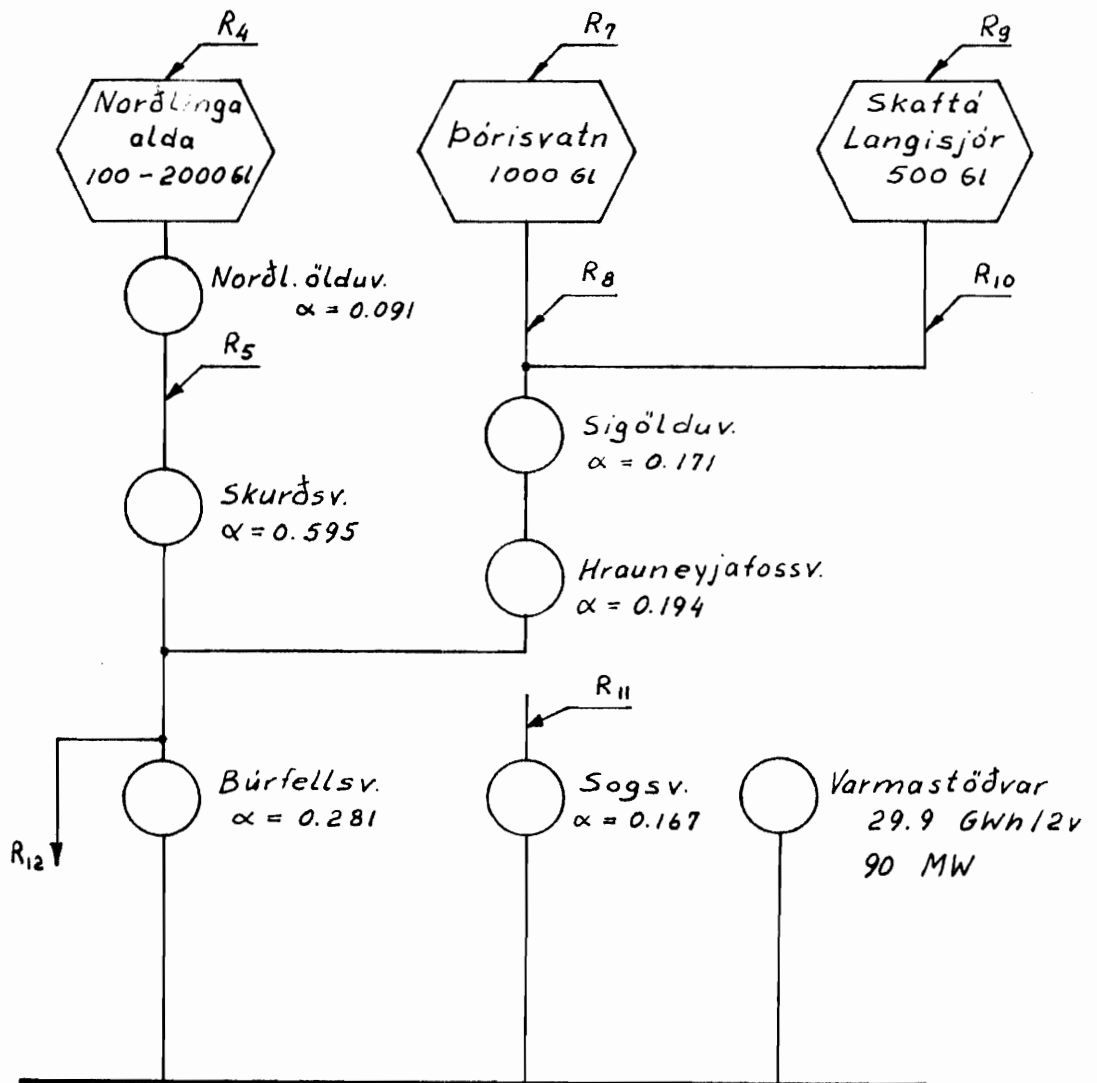 R4
R7
R9
Norðlinga
alda
100-2000 Gl
Þórisvatn
1000 Gl
Skaftá
Langisjór
500 Gl
Norðl. ölduv.
α = 0.091
R8
R10
R5
Sigölduv.
α = 0.171
Skurðsv.
α = 0.595
Hrauneyjafossv.
α = 0.194
R11
Búrfellsv.
α = 0.281
Sogsv.
α = 0.167
Varmastöðvar
29.9 GWh/2v
90 MW
R12